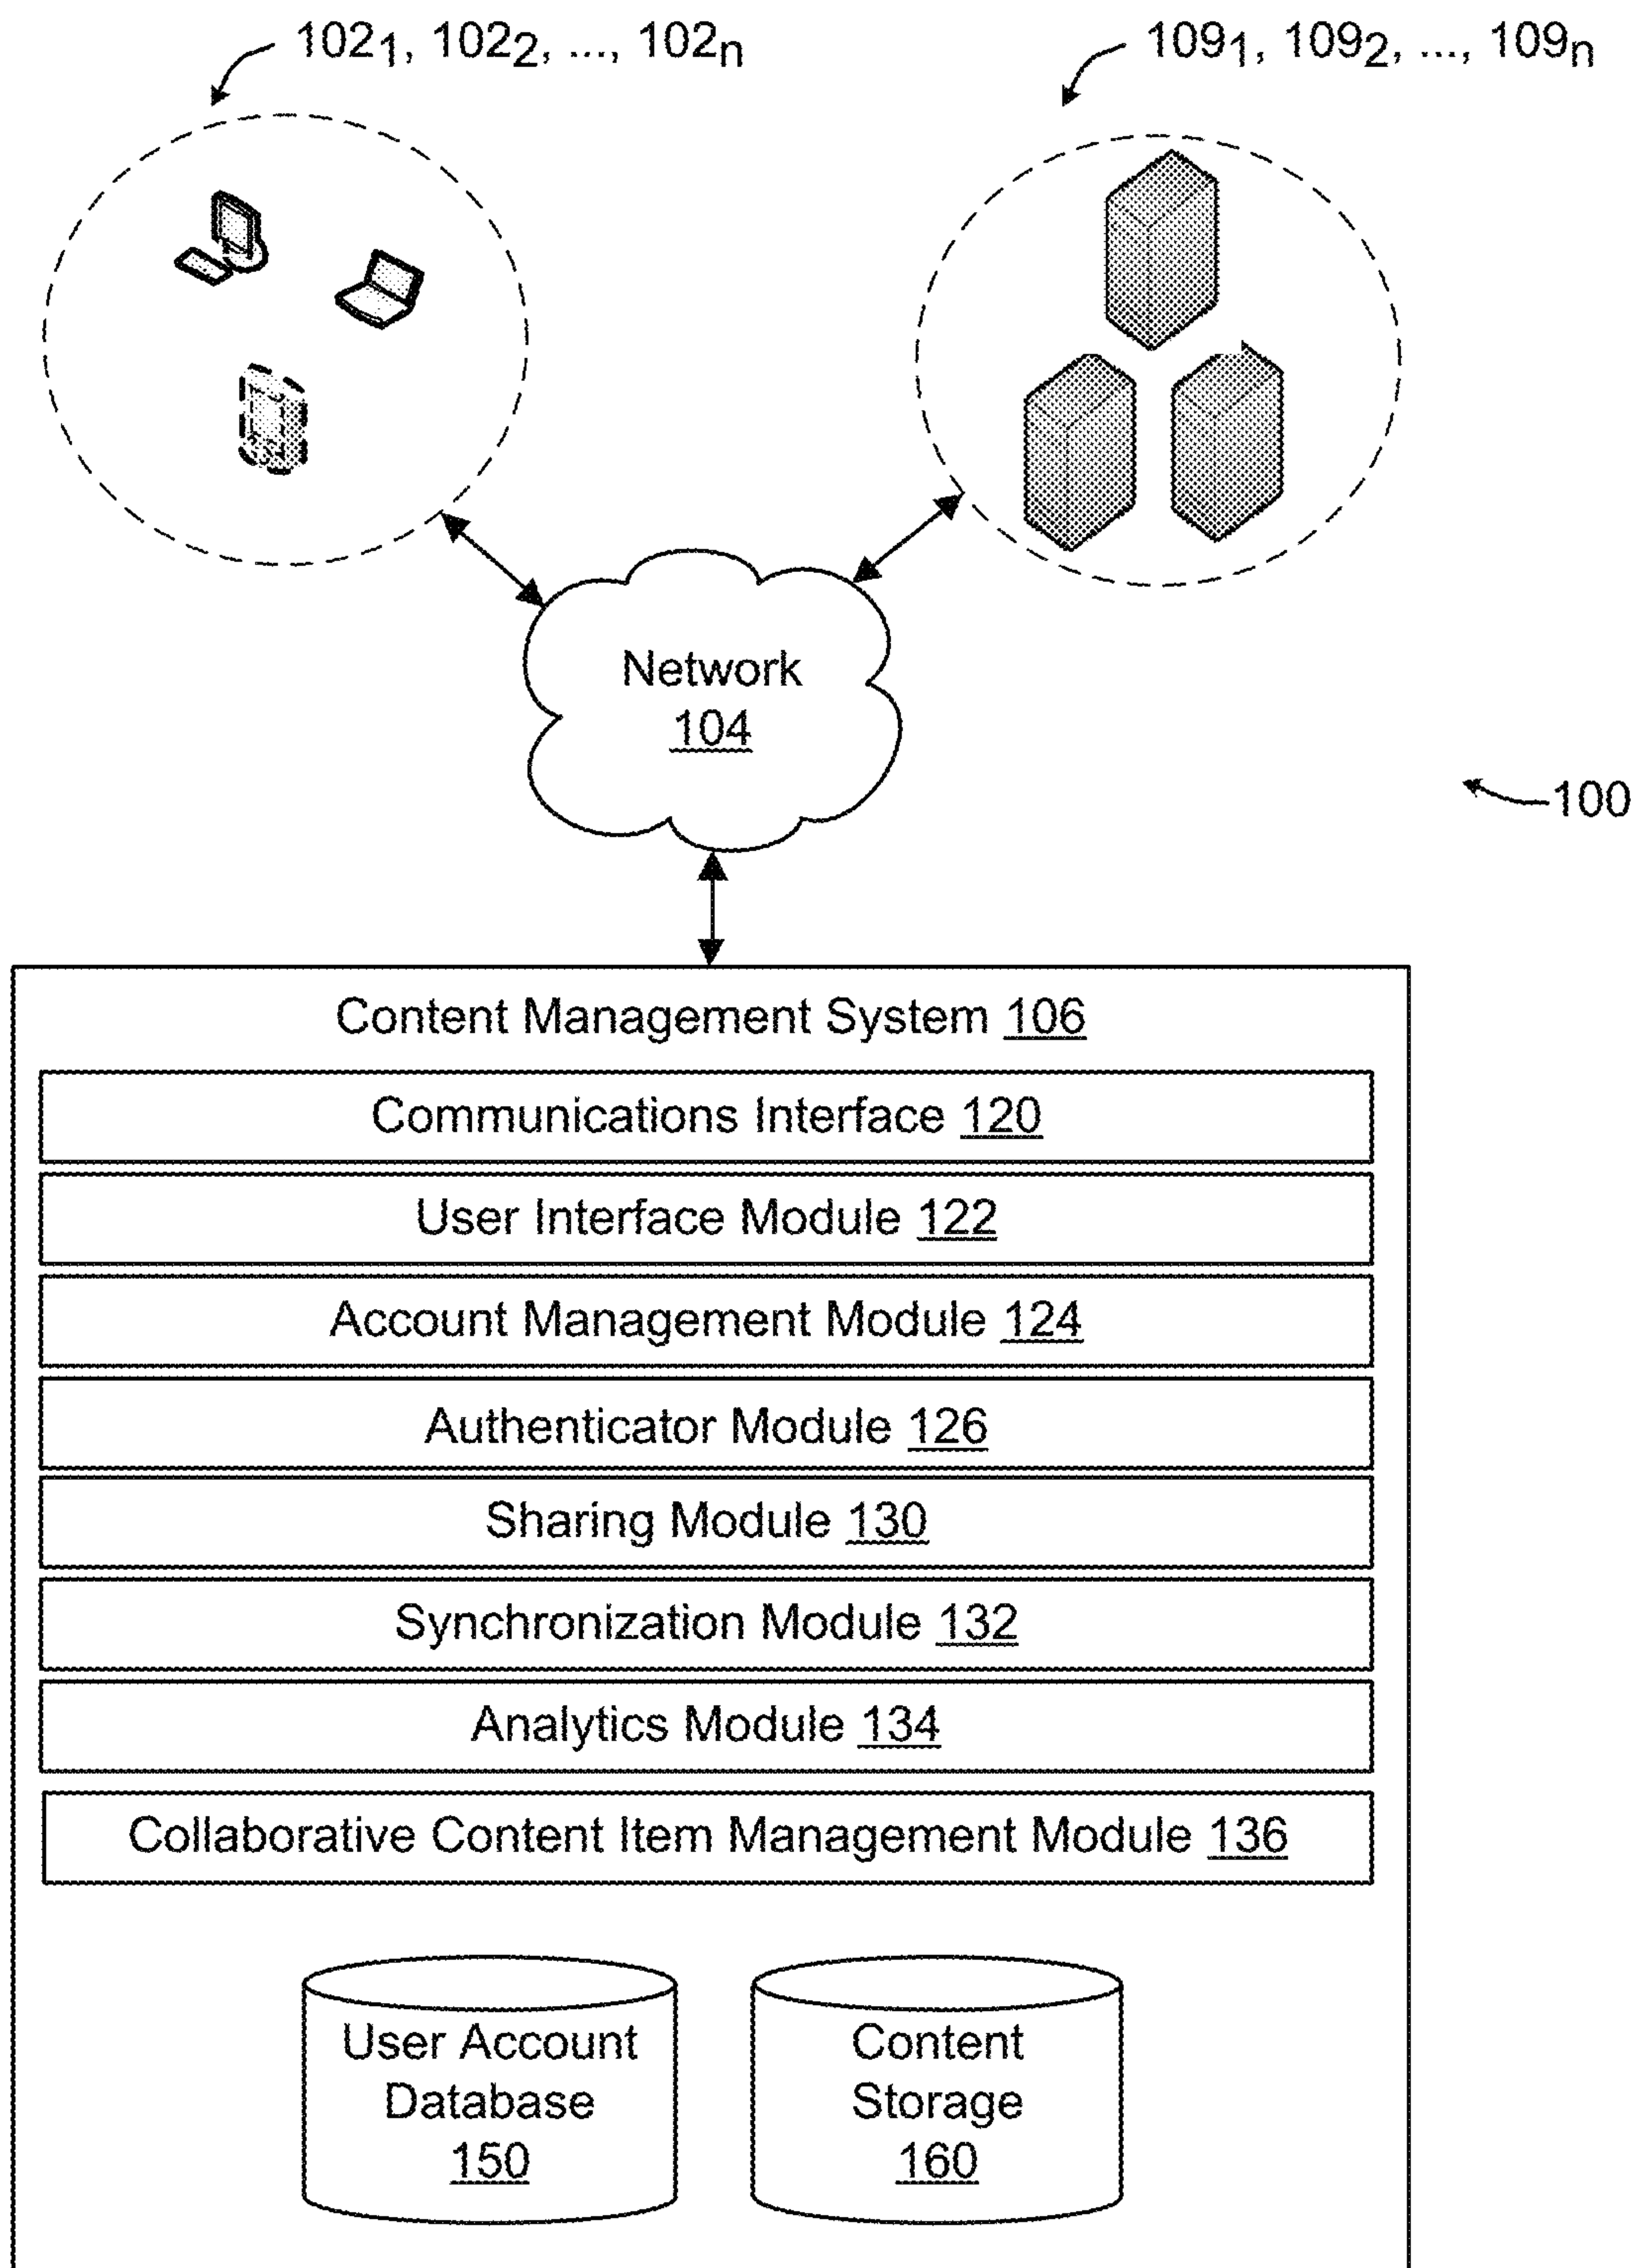 102₁, 102₂, ..., 102ₙ
109₁, 109₂, ..., 109ₙ
Network
104
100
Content Management System 106
Communications Interface 120
User Interface Module 122
Account Management Module 124
Authenticator Module 126
Sharing Module 130
Synchronization Module 132
Analytics Module 134
Collaborative Content Item Management Module 136
User Account
Database
150
Content
Storage
160